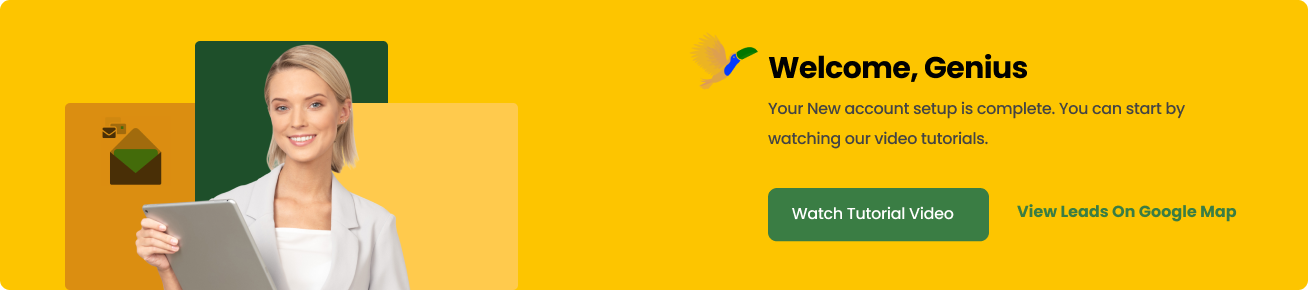 Welcome, Genius
Your New account setup is complete. You can start by
watching our video tutorials.
Watch Tutorial Video
View Leads On Google Map